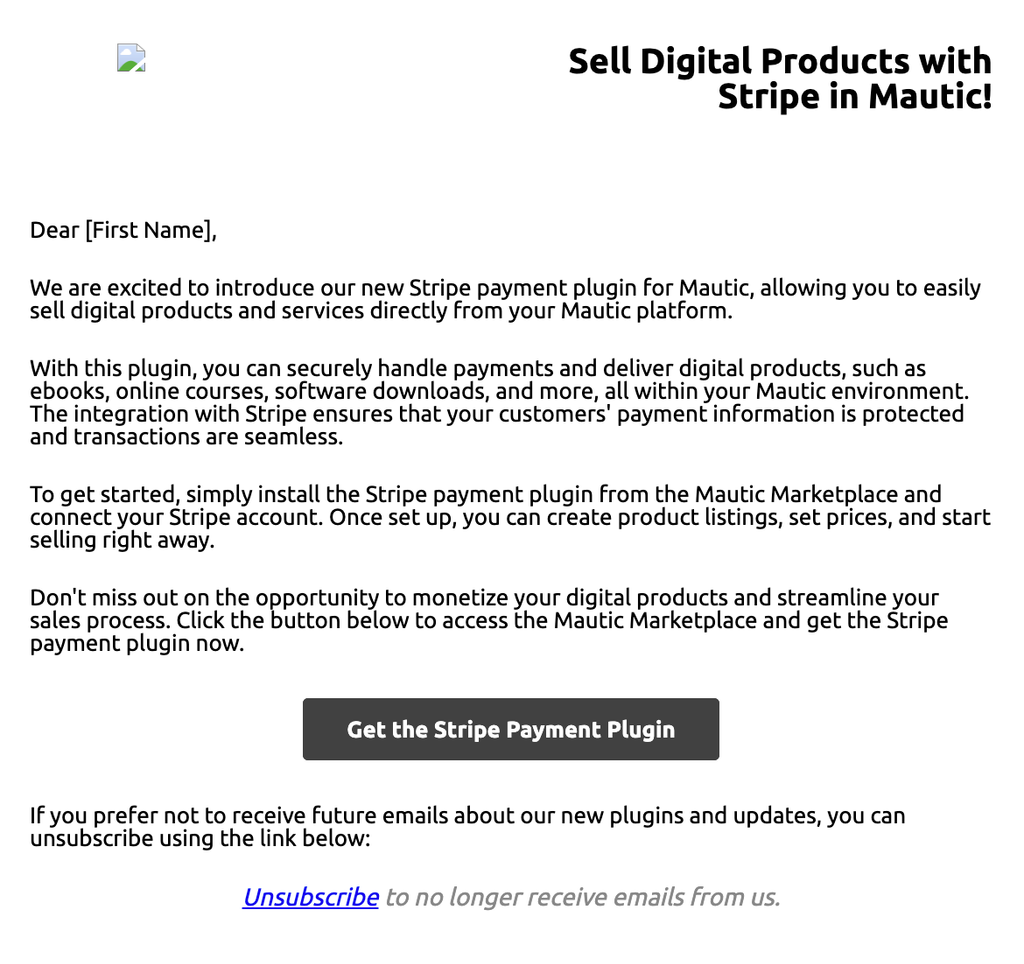 Sell Digital Products with
Stripe in Mautic!
Dear [First Name],
We are excited to introduce our new Stripe payment plugin for Mautic, allowing you to easily
sell digital products and services directly from your Mautic platform.
With this plugin, you can securely handle payments and deliver digital products, such as
ebooks, online courses, software downloads, and more, all within your Mautic environment.
The integration with Stripe ensures that your customers' payment information is protected
and transactions are seamless.
To get started, simply install the Stripe payment plugin from the Mautic Marketplace and
connect your Stripe account. Once set up, you can create product listings, set prices, and start
selling right away.
Don't miss out on the opportunity to monetize your digital products and streamline your
sales process. Click the button below to access the Mautic Marketplace and get the Stripe
payment plugin now.
Get the Stripe Payment Plugin
If you prefer not to receive future emails about our new plugins and updates, you can
unsubscribe using the link below:
Unsubscribe to no longer receive emails from us.